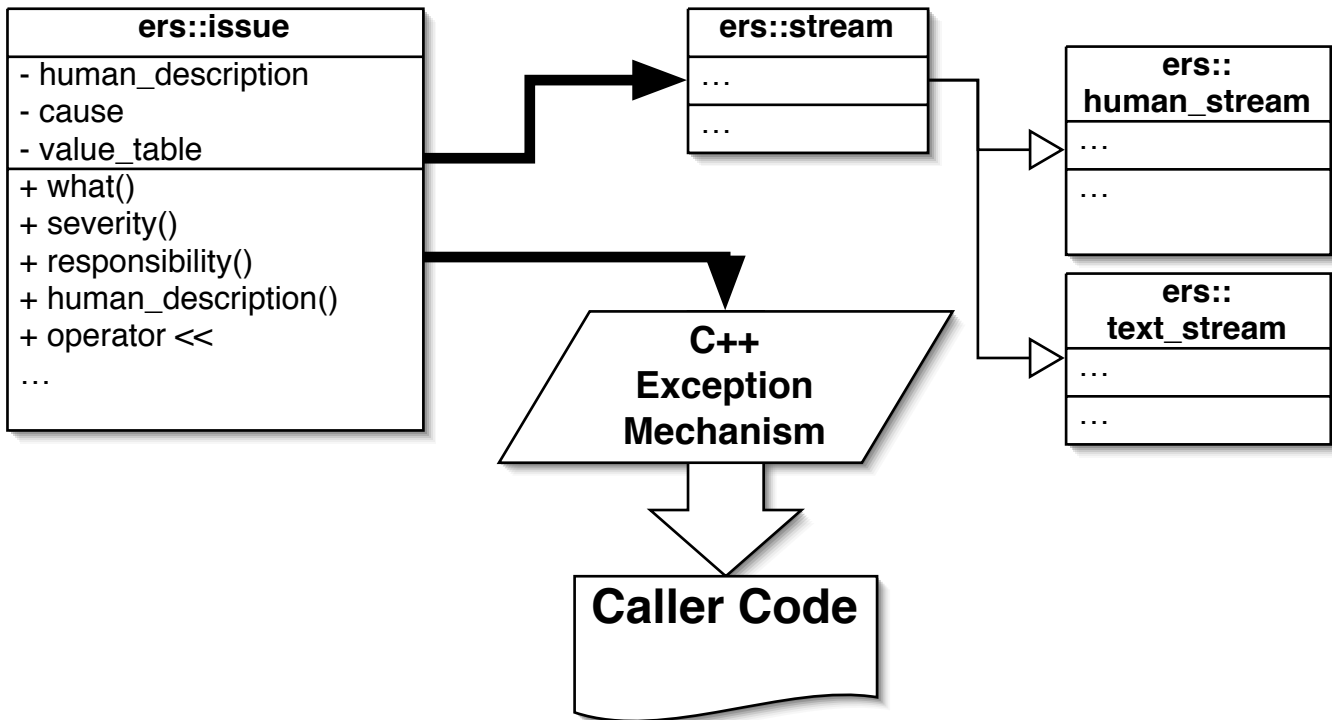 ers::issue
- human_description
- cause
- value_table
+ what()
+ severity()
+ responsibility()
+ human_description()
+ operator <<
...
ers::stream
...
...
ers::
human_stream
...
...
ers::
text_stream
...
...
C++
Exception
Mechanism
Caller Code